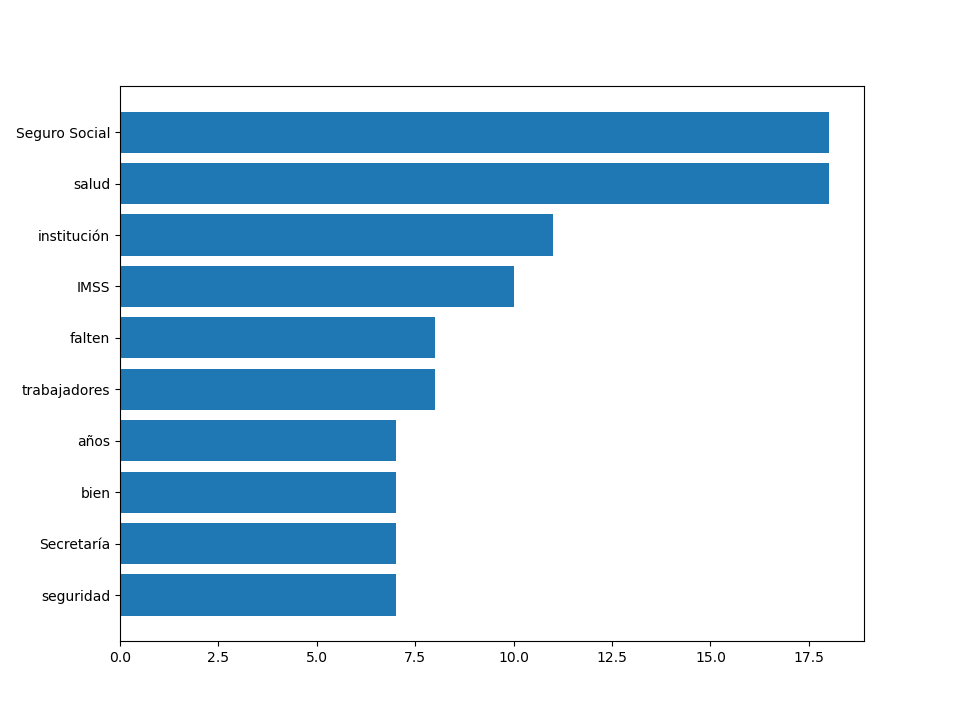 Seguro Social
salud
institución
IMSS
falten
trabajadores
años
bien
Secretaría
seguridad
0.0 2.5 5.0 7.5 10.0 12.5 15.0 17.5